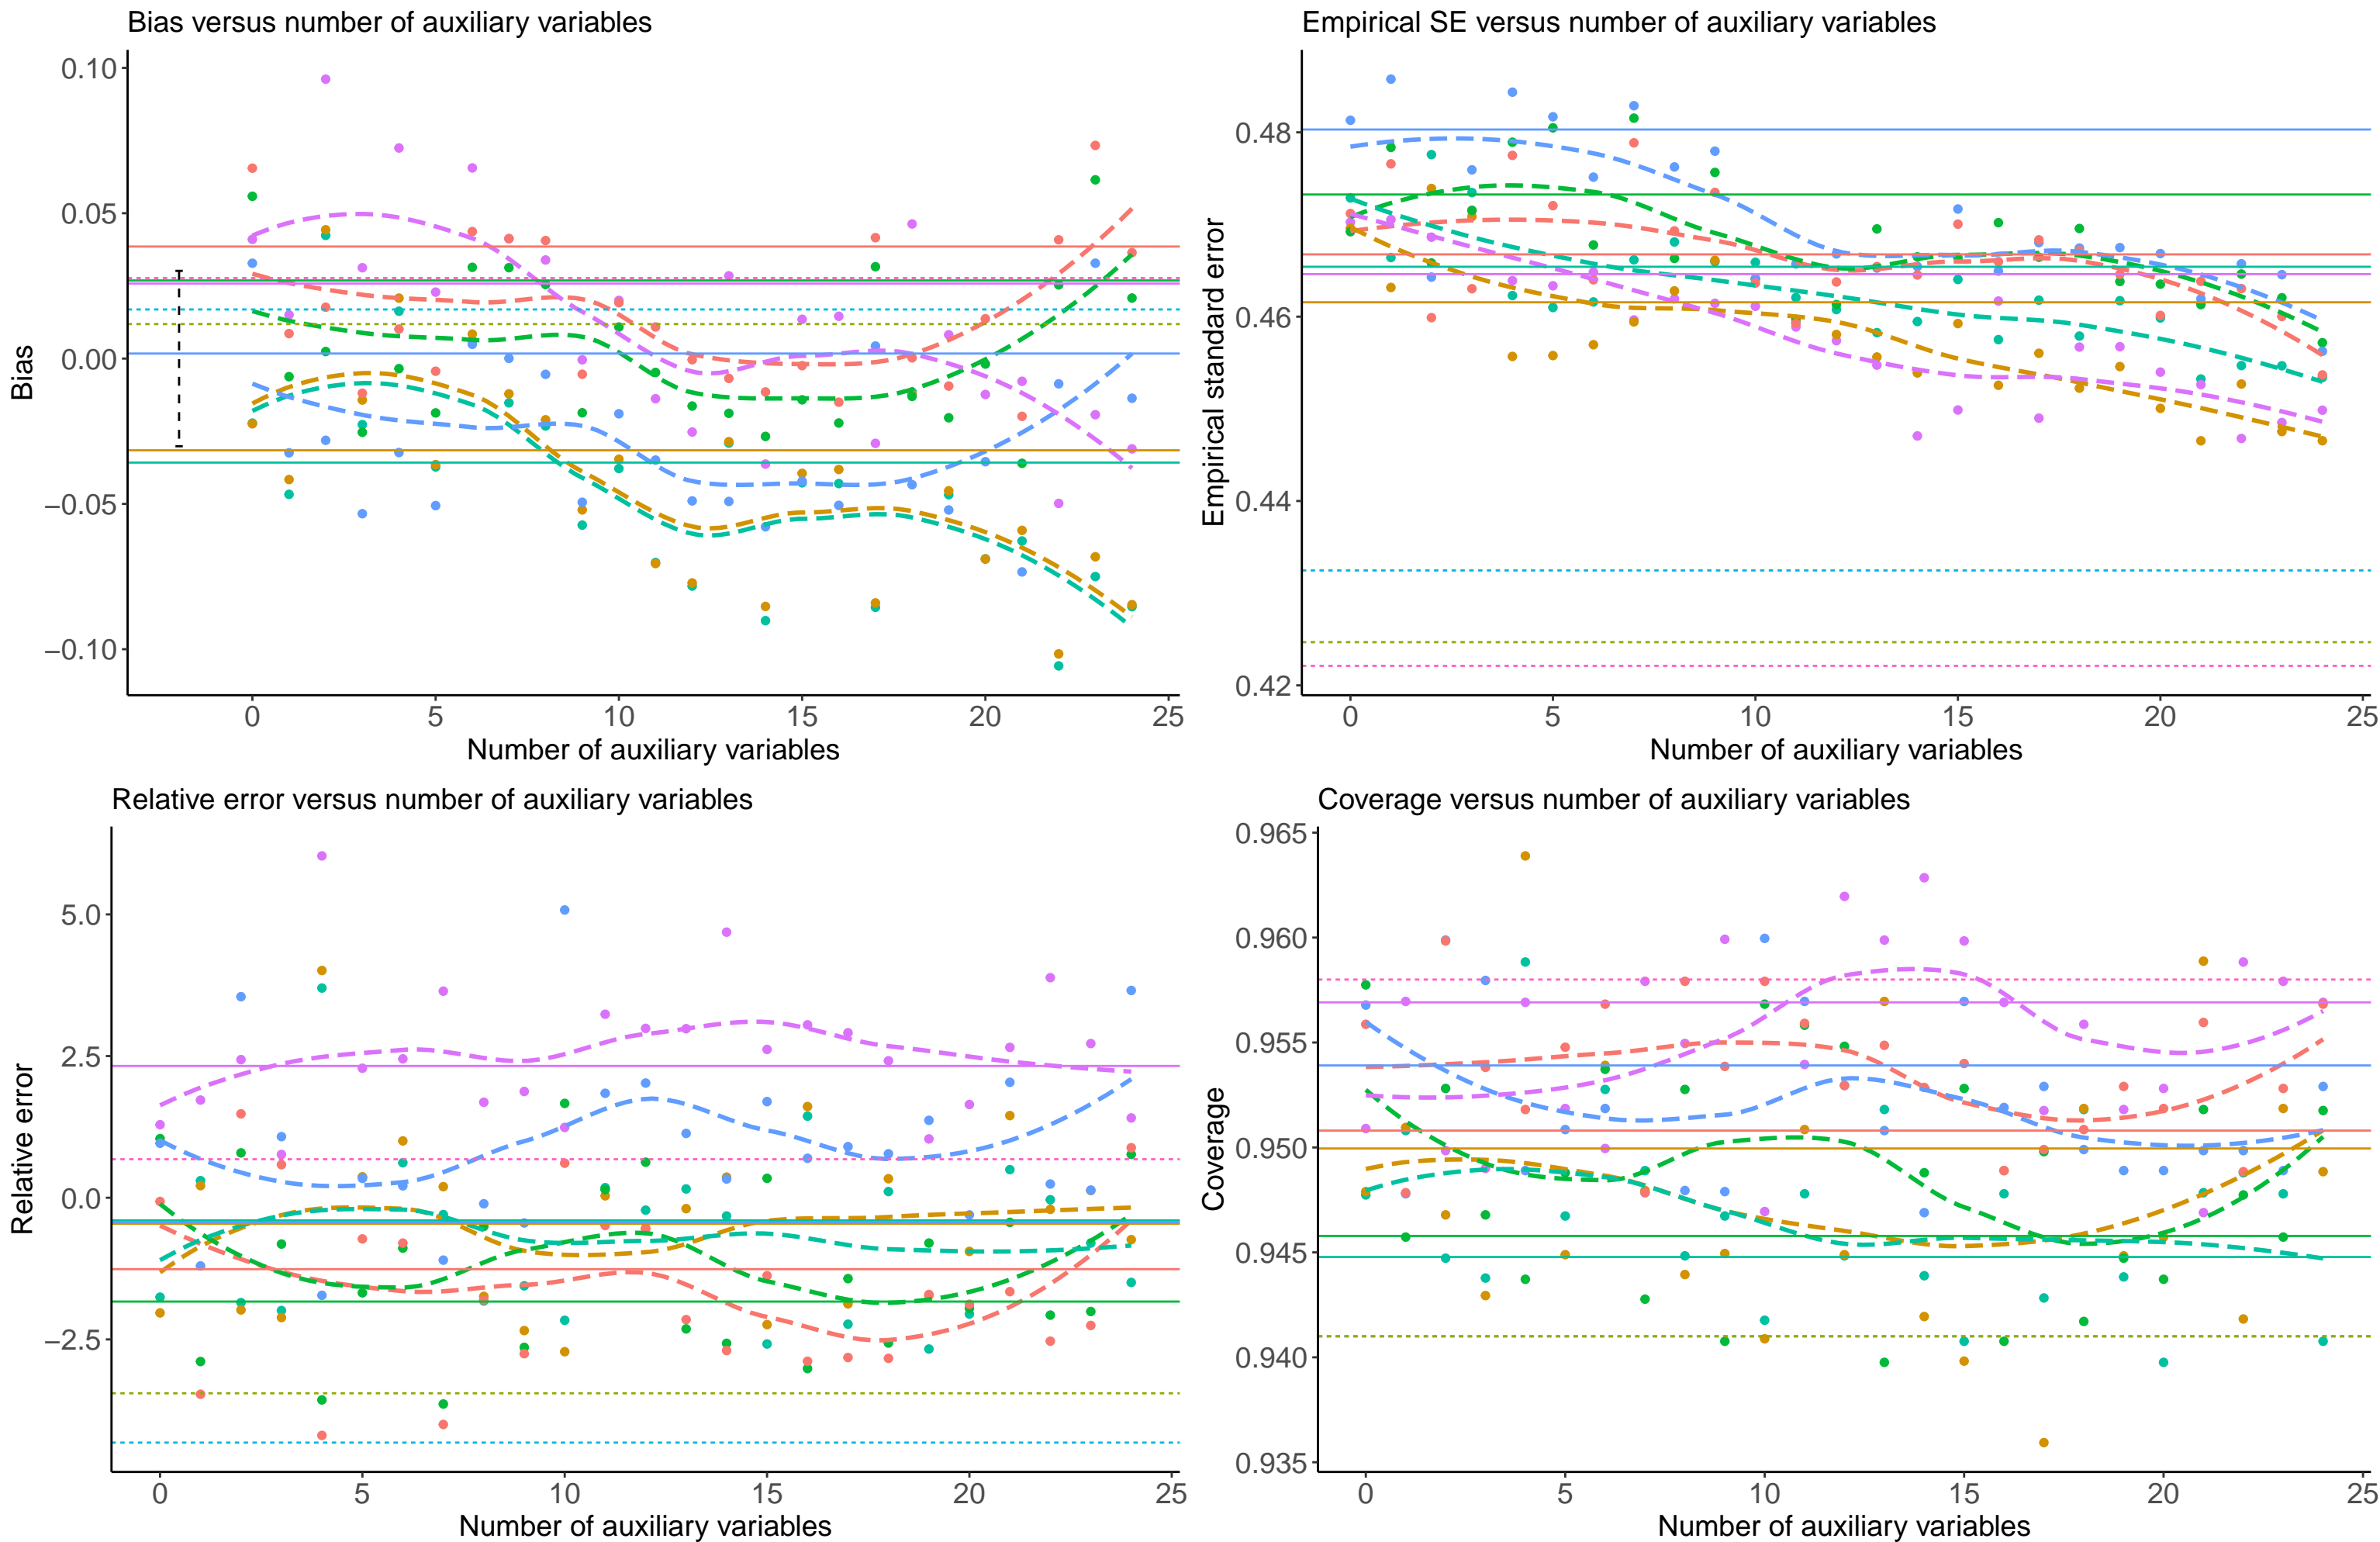 Bias versus number of auxiliary variables
0.10
0.05
0.00
−0.05
−0.10
Bias
0 5 10 15 20 25
Number of auxiliary variables
Empirical SE versus number of auxiliary variables
0.48
0.46
0.44
0.42
Empirical standard error
0 5 10 15 20 25
Number of auxiliary variables
Relative error versus number of auxiliary variables
5.0
2.5
0.0
−2.5
Relative error
0 5 10 15 20 25
Number of auxiliary variables
Coverage versus number of auxiliary variables
0.965
0.960
0.955
0.950
0.945
0.940
0.935
Coverage
0 5 10 15 20 25
Number of auxiliary variables